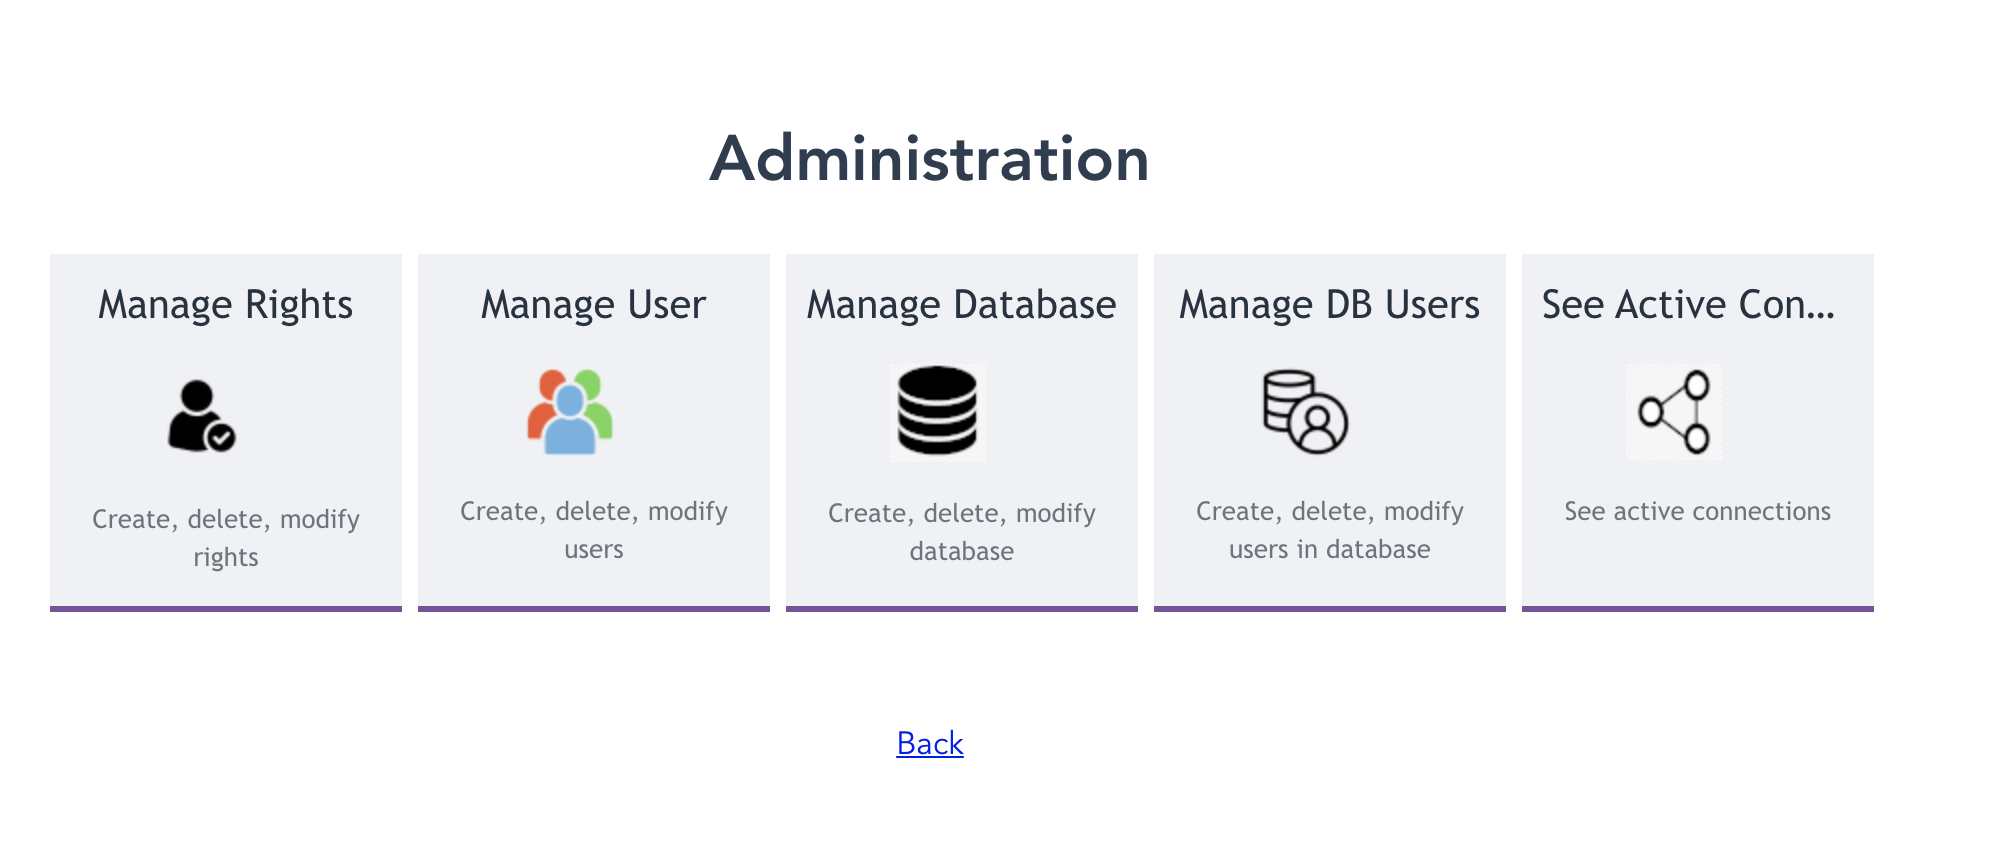 Administration
Manage Rights
Create, delete, modify
rights
Manage User
Create, delete, modify
users
Manage Database
Create, delete, modify
database
Manage DB Users
Create, delete, modify
users in database
See Active Con...
See active connections
Back